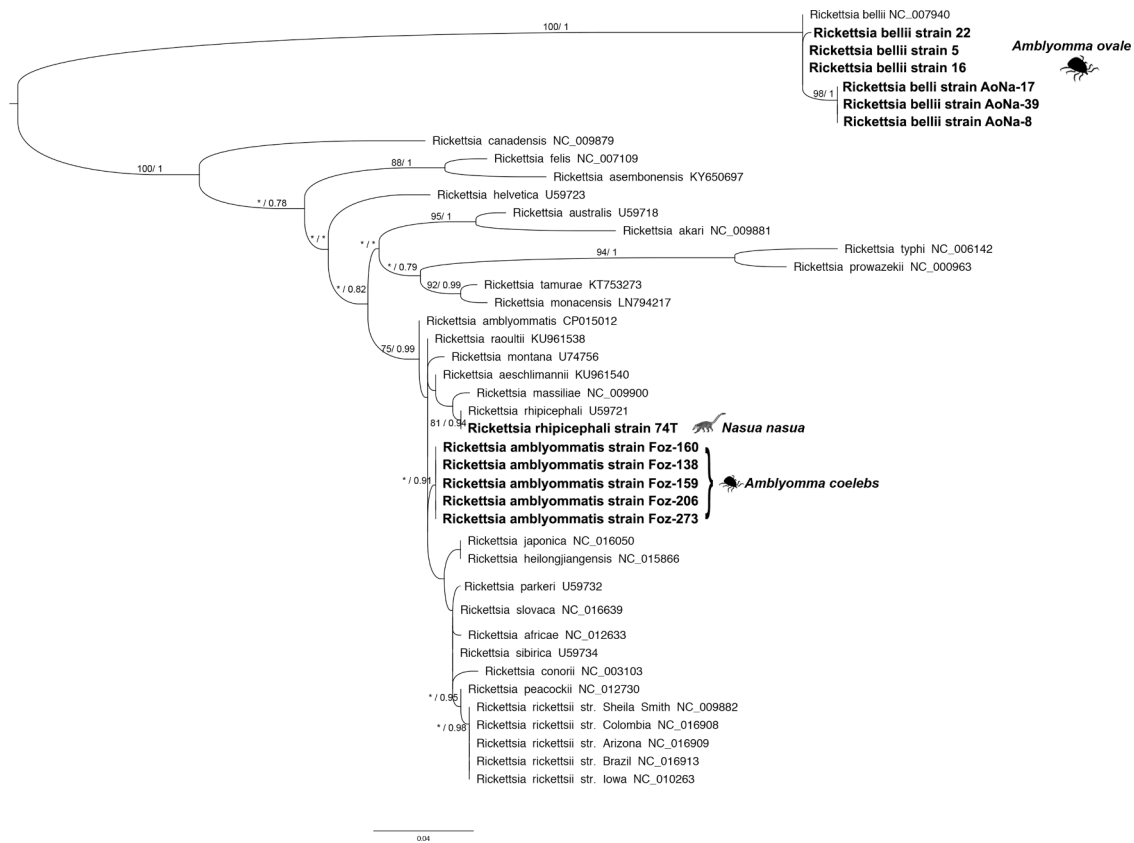 Rickettsia bellii NC_007940
100/ 1
Rickettsia bellii strain 22
Rickettsia bellii strain 5
Amblyomma ovale
Rickettsia bellii strain 16
98/ 1
Rickettsia belli strain AoNa-17
Rickettsia bellii strain AoNa-39
Rickettsia bellii strain AoNa-8
Rickettsia canadensis NC_009879
100/ 1
88/ 1
Rickettsia felis NC_007109
Rickettsia asembonensis KY650697
* / 0.78
Rickettsia helvetica U59723
95/ 1
Rickettsia australis U59718
Rickettsia akari NC_009881
* / *
* / *
94/ 1
Rickettsia typhi NC_006142
* / 0.79
Rickettsia prowazekii NC_000963
* / 0.82
92/ 0.99
Rickettsia tamurae KT753273
Rickettsia monacensis LN794217
Rickettsia amblyommatis CP015012
Rickettsia raoultii KU961538
75/ 0.99
Rickettsia montana U74756
Rickettsia aeschlimannii KU961540
Rickettsia massiliae NC_009900
Rickettsia rhipicephali U59721
81 / 0.94
Rickettsia rhipicephali strain 74T
Nasua nasua
Rickettsia amblyommatis strain Foz-160
Rickettsia amblyommatis strain Foz-138
* / 0.91
Rickettsia amblyommatis strain Foz-159
Amblyomma coelebs
Rickettsia amblyommatis strain Foz-206
Rickettsia amblyommatis strain Foz-273
Rickettsia japonica NC_016050
Rickettsia heilongjiangensis NC_015866
Rickettsia parkeri U59732
Rickettsia slovaca NC_016639
Rickettsia africae NC_012633
Rickettsia sibirica U59734
Rickettsia conorii NC_003103
* / 0.95
Rickettsia peacockii NC_012730
Rickettsia rickettsii str. Sheila Smith NC_009882
* / 0.98
Rickettsia rickettsii str. Colombia NC_016908
Rickettsia rickettsii str. Arizona NC_016909
Rickettsia rickettsii str. Brazil NC_016913
Rickettsia rickettsii str. Iowa NC_010263
0.04